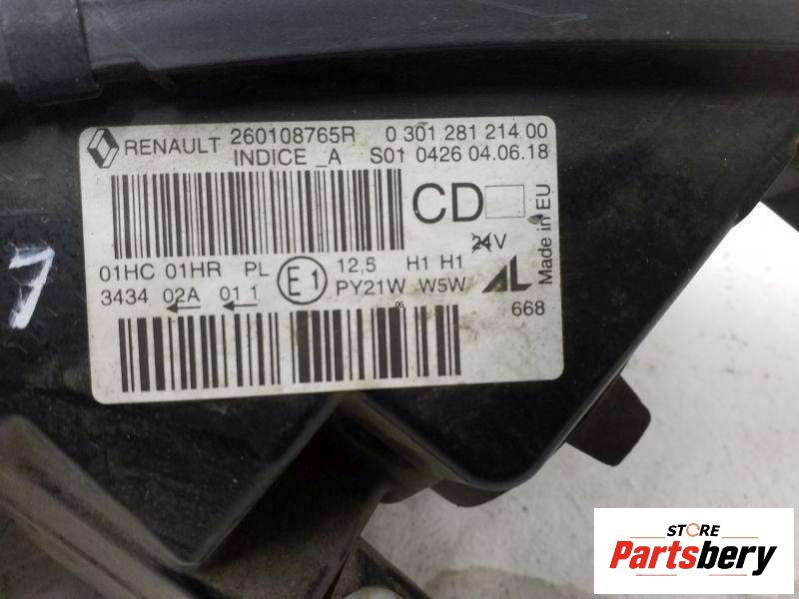 RENAULT 260108765R 0 301 281 214 00
INDICE _A S01 0426 04.06.18
CD
24V
Made in EU
01HC 01HR PL E1 12,5 H1 H1
3434 02A 01 1 PY21W W5W AL
668
7
STORE
Partsbery